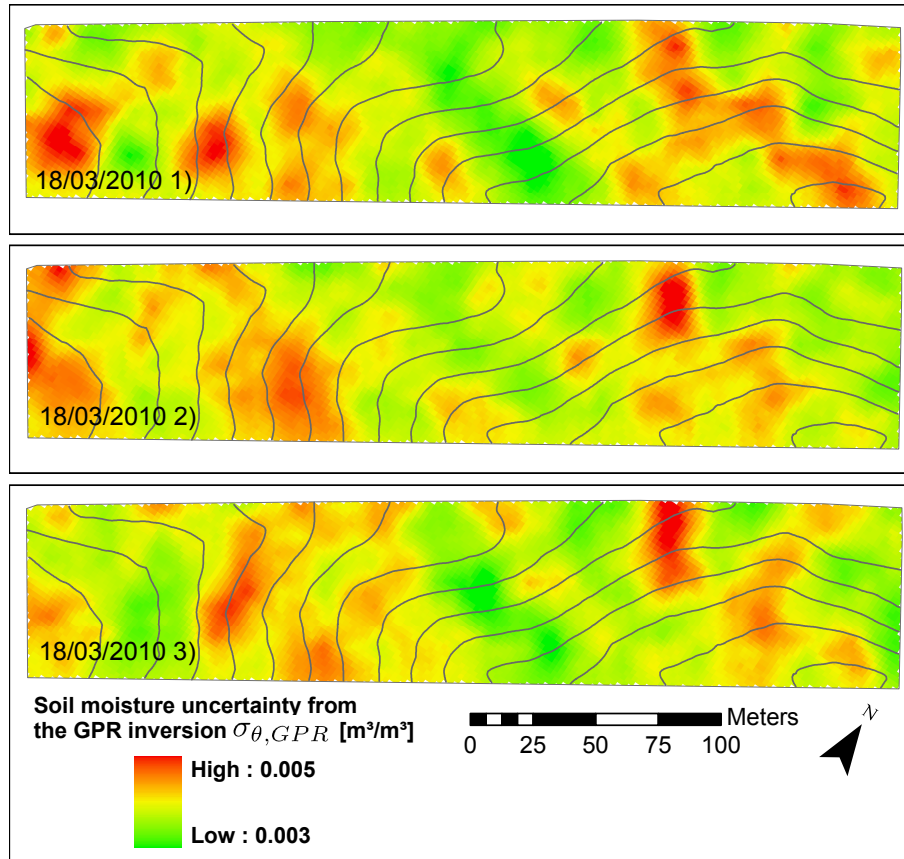 18/03/2010 1)
18/03/2010 2)
18/03/2010 3)
Soil moisture uncertainty from
the GPR inversion σθ,GPR [m³/m³]
High : 0.005
Low : 0.003
Meters
0 25 50 75 100
N